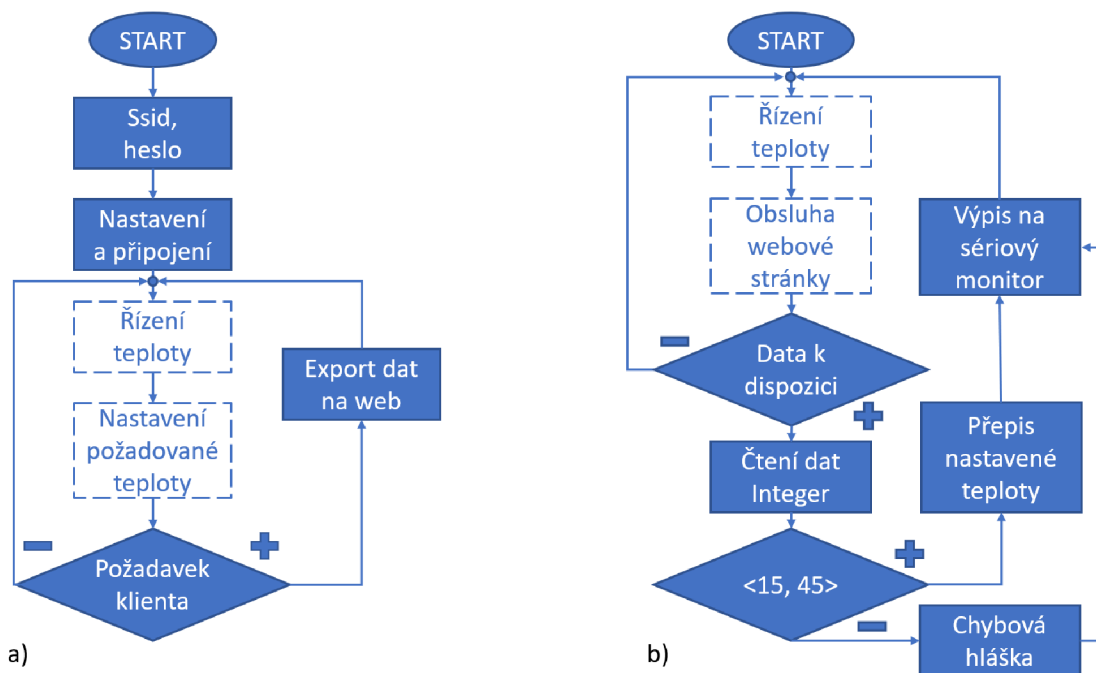 START
Ssid,
heslo
Nastavení
a připojení
Řízení
teploty
Nastavení
požadované
teploty
Export dat
na web
Požadavek
klienta
a)
START
Řízení
teploty
Obsluha
webové
stránky
Výpis na
sériový
monitor
Data k
dispozici
Čtení dat
Integer
Přepis
nastavené
teploty
<15, 45>
Chybová
hláška
b)